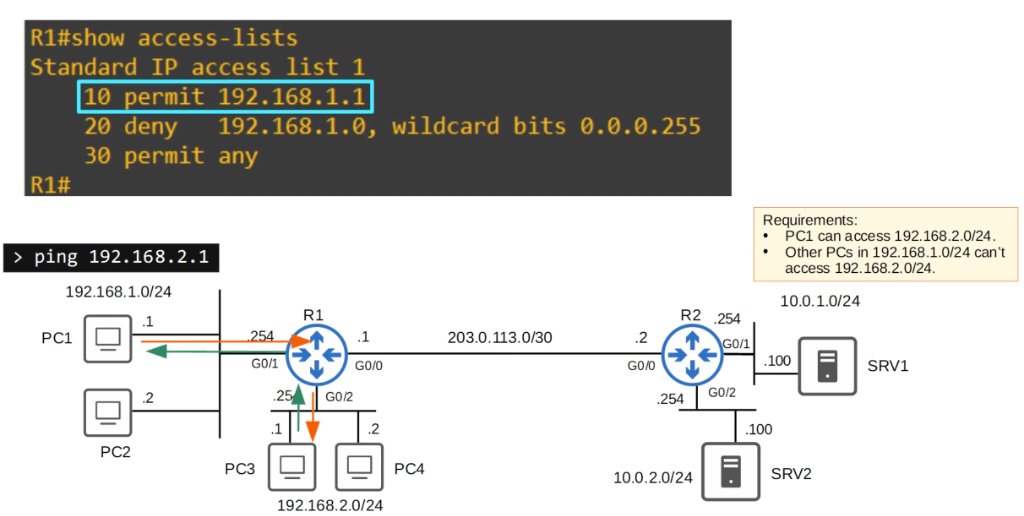 R1#show access-lists
Standard IP access list 1
10 permit 192.168.1.1
20 deny   192.168.1.0, wildcard bits 0.0.0.255
30 permit any
R1#
Requirements:
• PC1 can access 192.168.2.0/24.
• Other PCs in 192.168.1.0/24 can't
access 192.168.2.0/24.
> ping 192.168.2.1
192.168.1.0/24
10.0.1.0/24
PC1
.1
.254
G0/1
R1
.1
G0/0
203.0.113.0/30
.2
G0/0
R2
.254
G0/1
.100
SRV1
.2
PC2
.25
G0/2
.1
.2
PC3
PC4
192.168.2.0/24
.254
G0/2
.100
10.0.2.0/24
SRV2